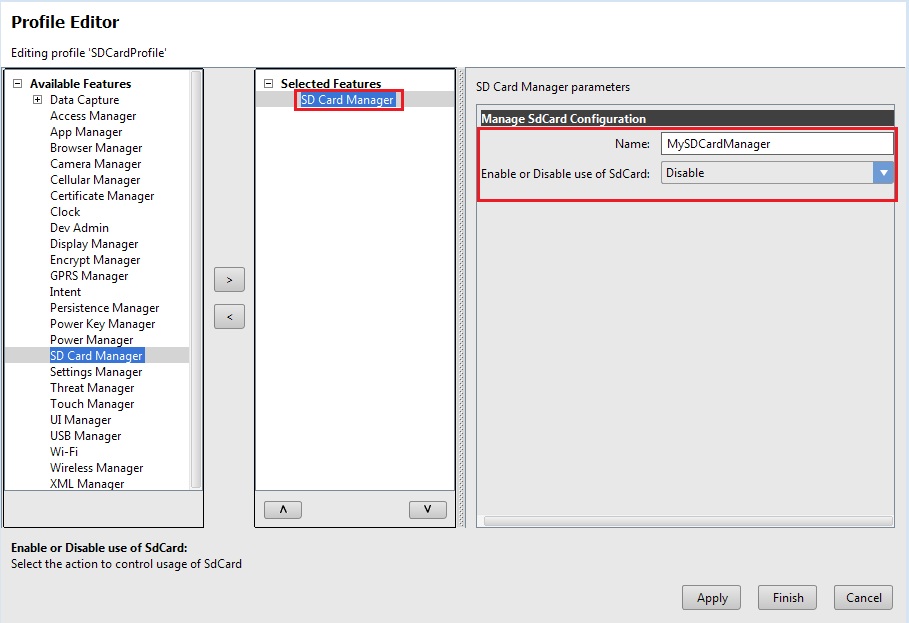 Profile Editor
Editing profile 'SDCardProfile'
Available Features
Data Capture
Access Manager
App Manager
Browser Manager
Camera Manager
Cellular Manager
Certificate Manager
Clock
Dev Admin
Display Manager
Encrypt Manager
GPRS Manager
Intent
Persistence Manager
Power Key Manager
Power Manager
SD Card Manager
Settings Manager
Threat Manager
Touch Manager
UI Manager
USB Manager
Wi-Fi
Wireless Manager
XML Manager
>
<
Selected Features
SD Card Manager
SD Card Manager parameters
Manage SdCard Configuration
Name: MySDCardManager
Enable or Disable use of SdCard: Disable
Enable or Disable use of SdCard:
Select the action to control usage of SdCard
Apply Finish Cancel